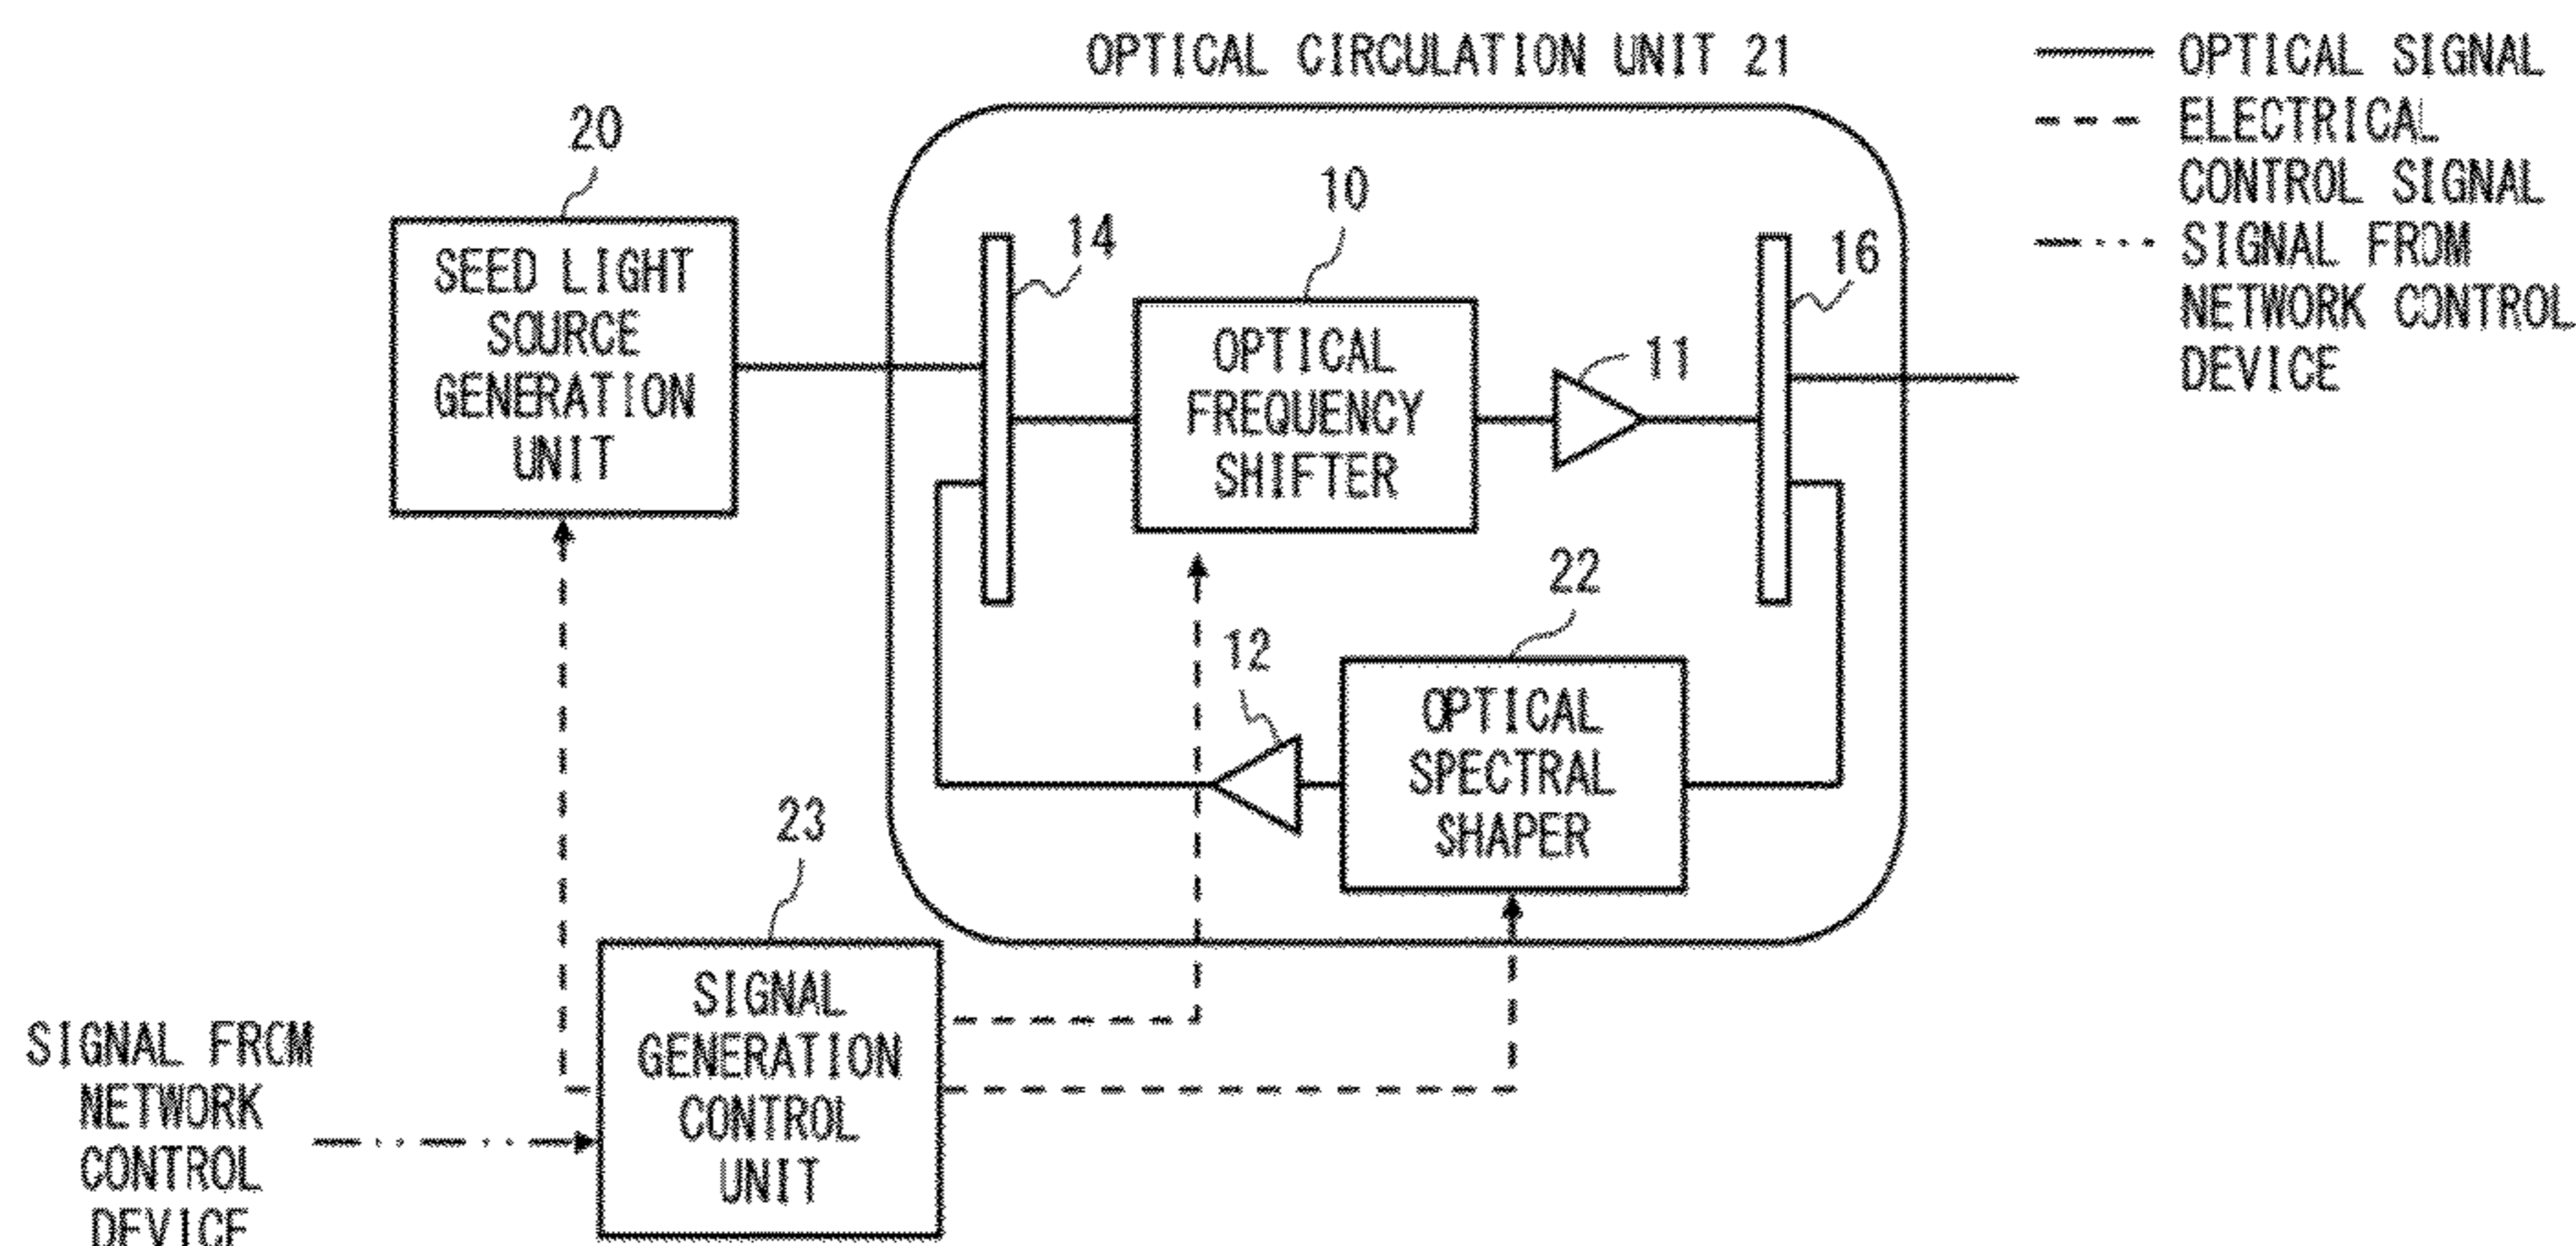 OPTICAL CIRCULATION UNIT 21
OPTICAL SIGNAL
ELECTRICAL
CONTROL SIGNAL
SIGNAL FROM
NETWORK CONTROL
DEVICE
20
SEED LIGHT
SOURCE
GENERATION
UNIT
14
10
OPTICAL
FREQUENCY
SHIFTER
11
16
22
OPTICAL
SPECTRAL
SHAPER
12
23
SIGNAL
GENERATION
CONTROL
UNIT
SIGNAL FROM
NETWORK
CONTROL
DEVICE